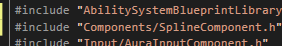 #include "AbilitySystemBlueprintLibrary
#include "Components/SplineComponent.h"
#include "Input/AuraInputComponent.h"